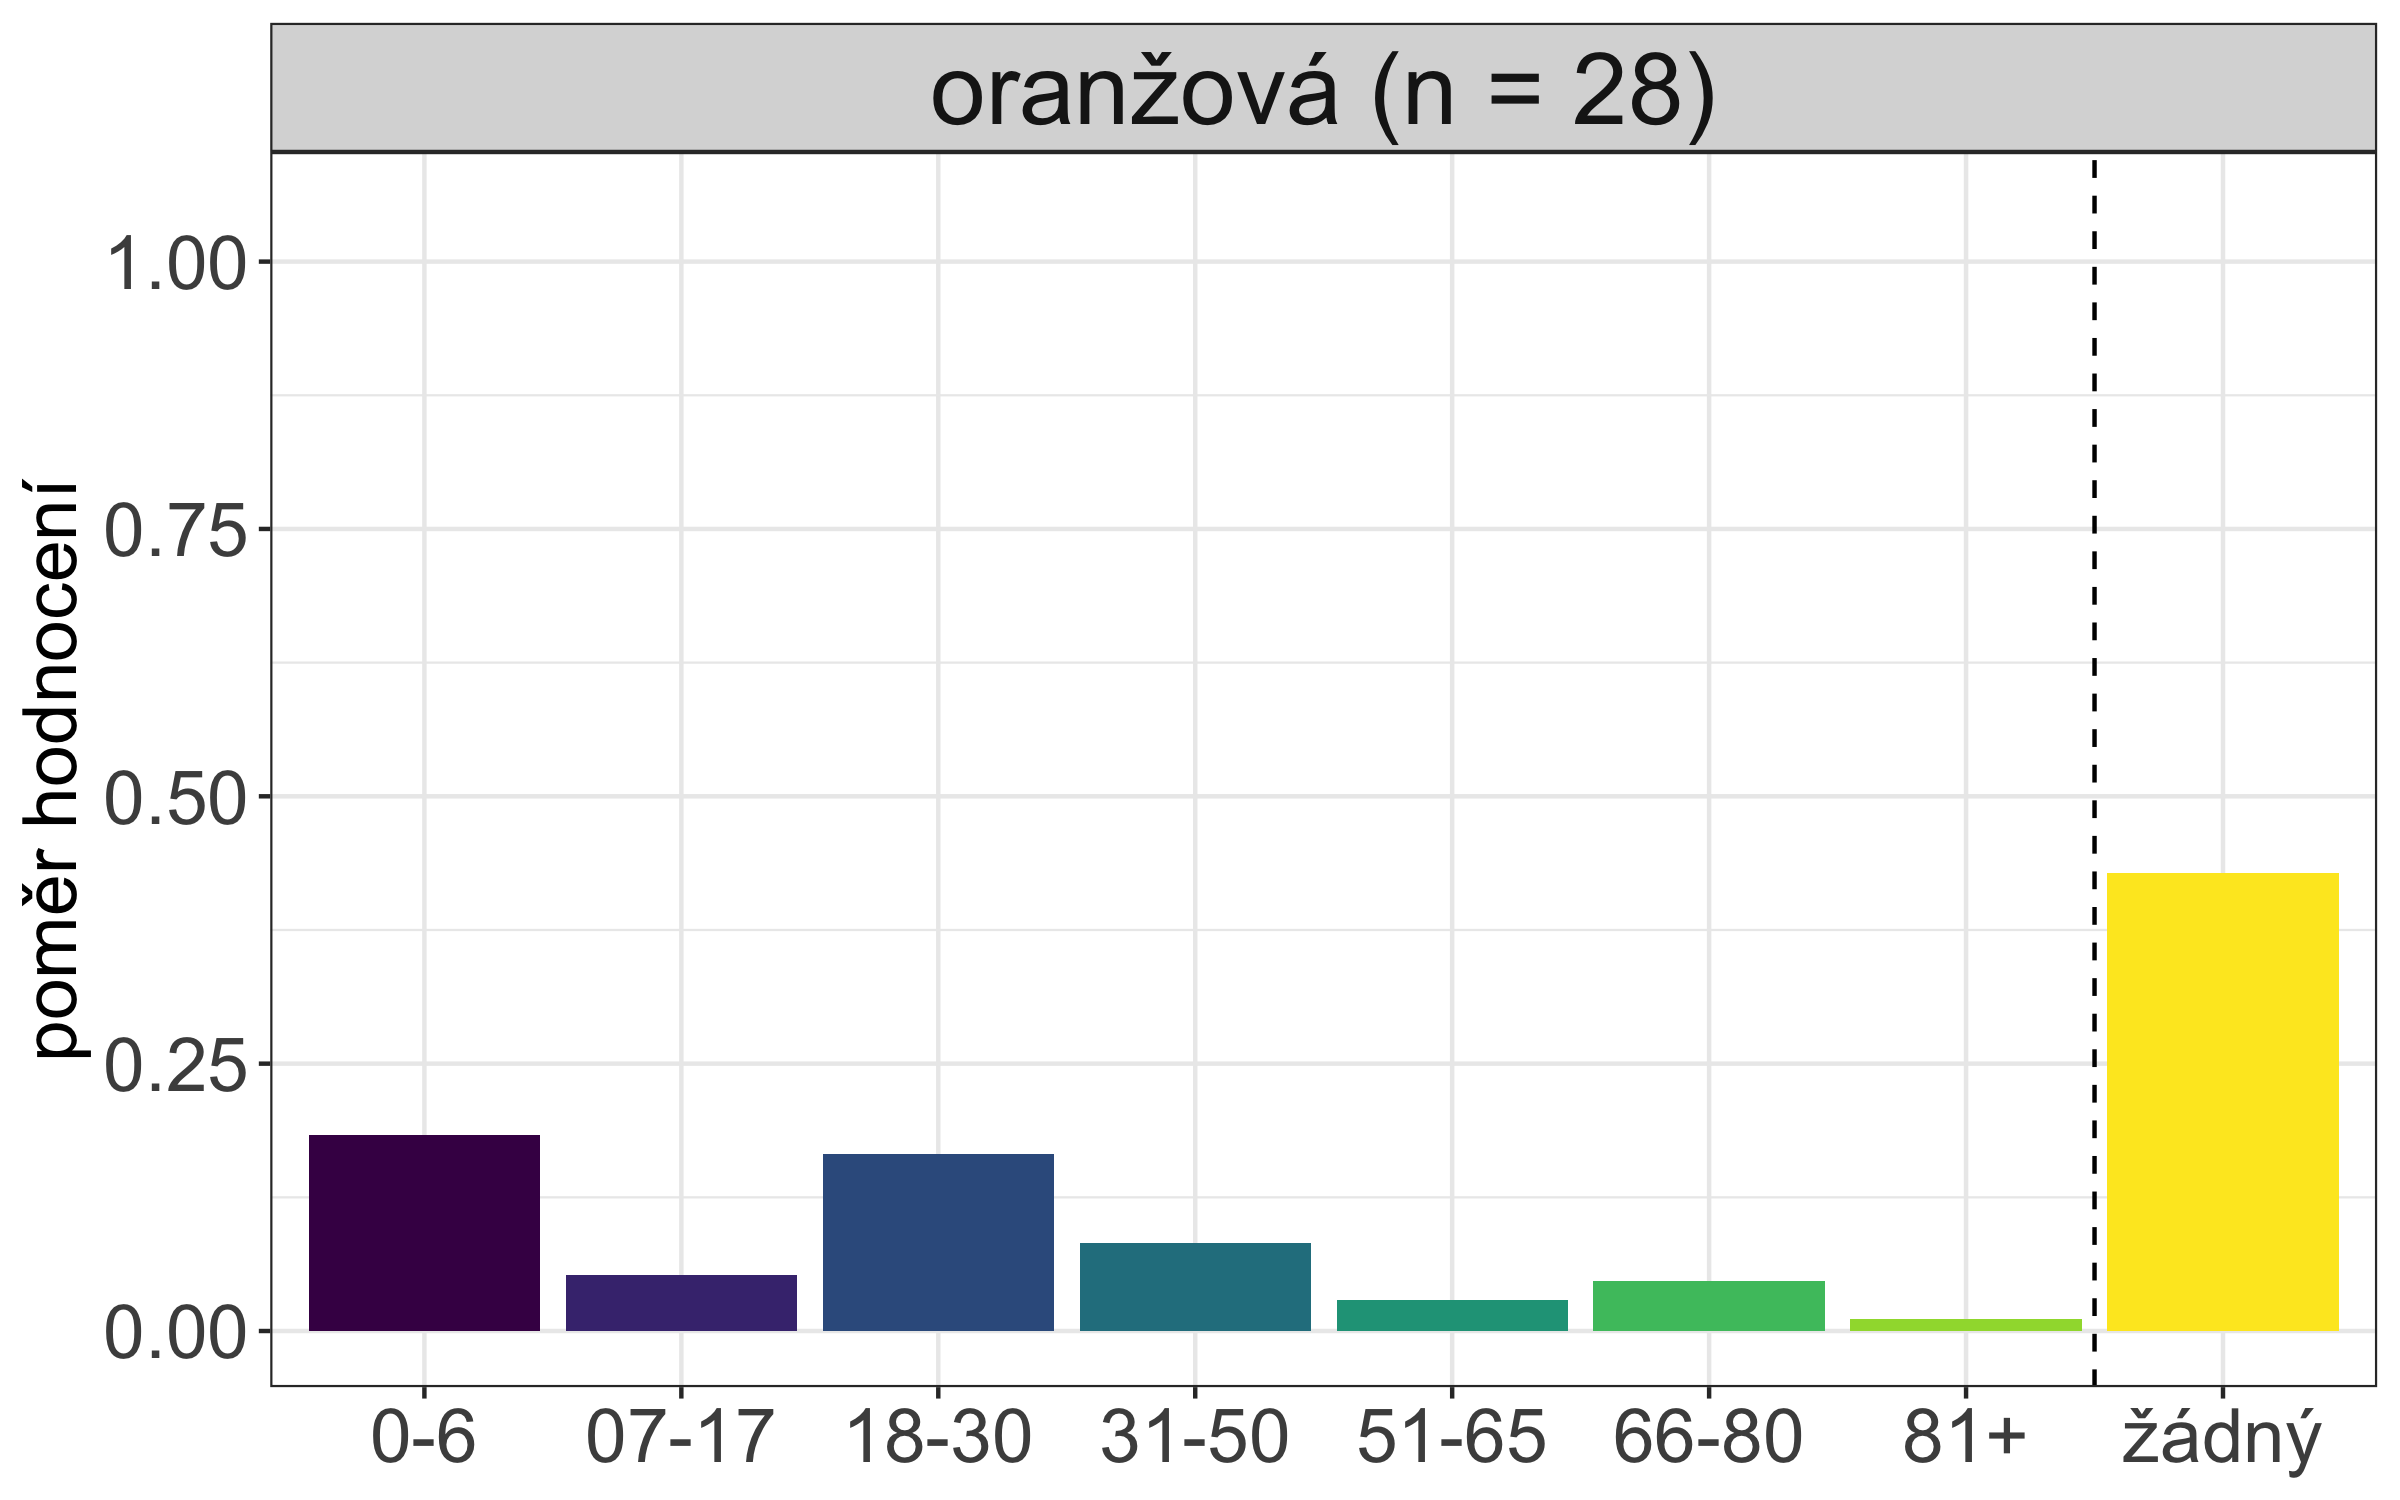 oranžová (n = 28)
poměr hodnocení
1.00
0.75
0.50
0.25
0.00
0-6 07-17 18-30 31-50 51-65 66-80 81+ žádný